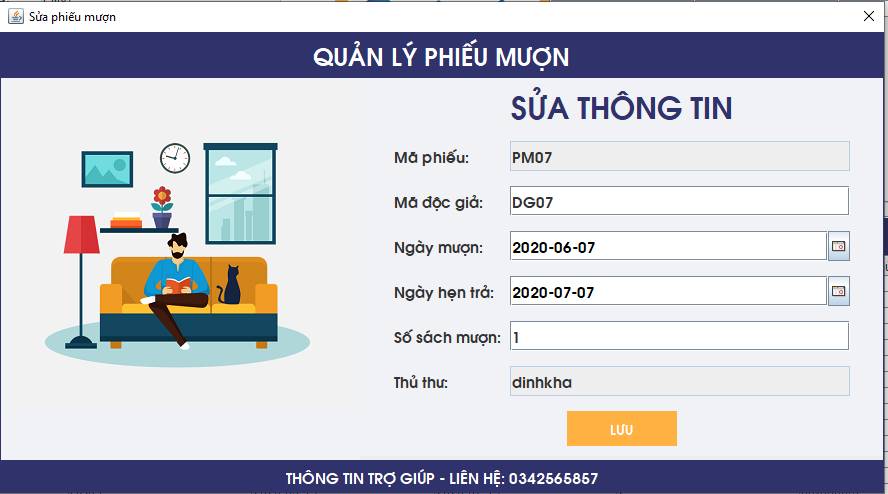 Sửa phiếu mượn
QUẢN LÝ PHIẾU MƯỢN
SỬA THÔNG TIN
Mã phiếu: PM07
Mã độc giả: DG07
Ngày mượn: 2020-06-07
Ngày hẹn trả: 2020-07-07
Số sách mượn: 1
Thủ thư: dinhkha
LƯU
THÔNG TIN TRỢ GIÚP - LIÊN HỆ: 0342565857